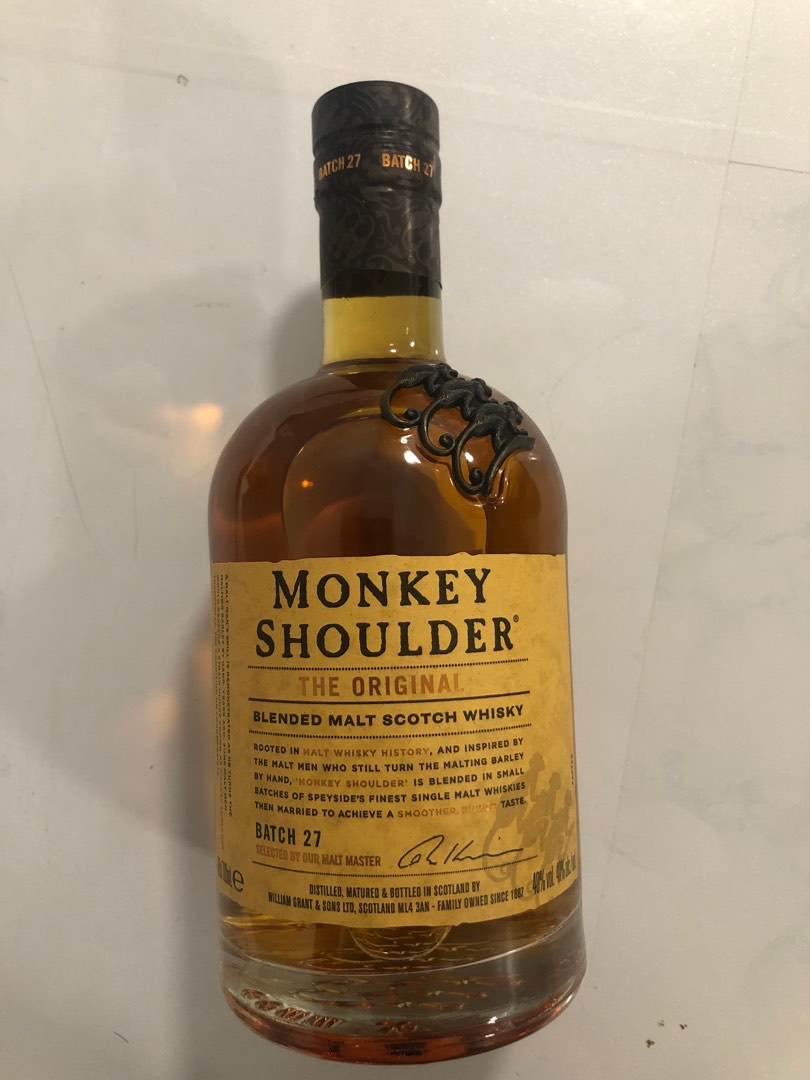 BATCH 27 BATCH 27
MONKEY
SHOULDER®
THE ORIGINAL
BLENDED MALT SCOTCH WHISKY
ROOTED IN MALT WHISKY HISTORY, AND INSPIRED BY
THE MALT MEN WHO STILL TURN THE MALTING BARLEY
BY HAND, 'MONKEY SHOULDER' IS BLENDED IN SMALL
BATCHES OF SPEYSIDE'S FINEST SINGLE MALT WHISKIES
THEN MARRIED TO ACHIEVE A SMOOTHER, TASTE.
BATCH 27
SELECTED BY OUR MALT MASTER
DISTILLED, MATURED & BOTTLED IN SCOTLAND BY
WILLIAM GRANT & SONS LTD, SCOTLAND ML4 3AN - FAMILY OWNED SINCE 1887
40% vol. 40%